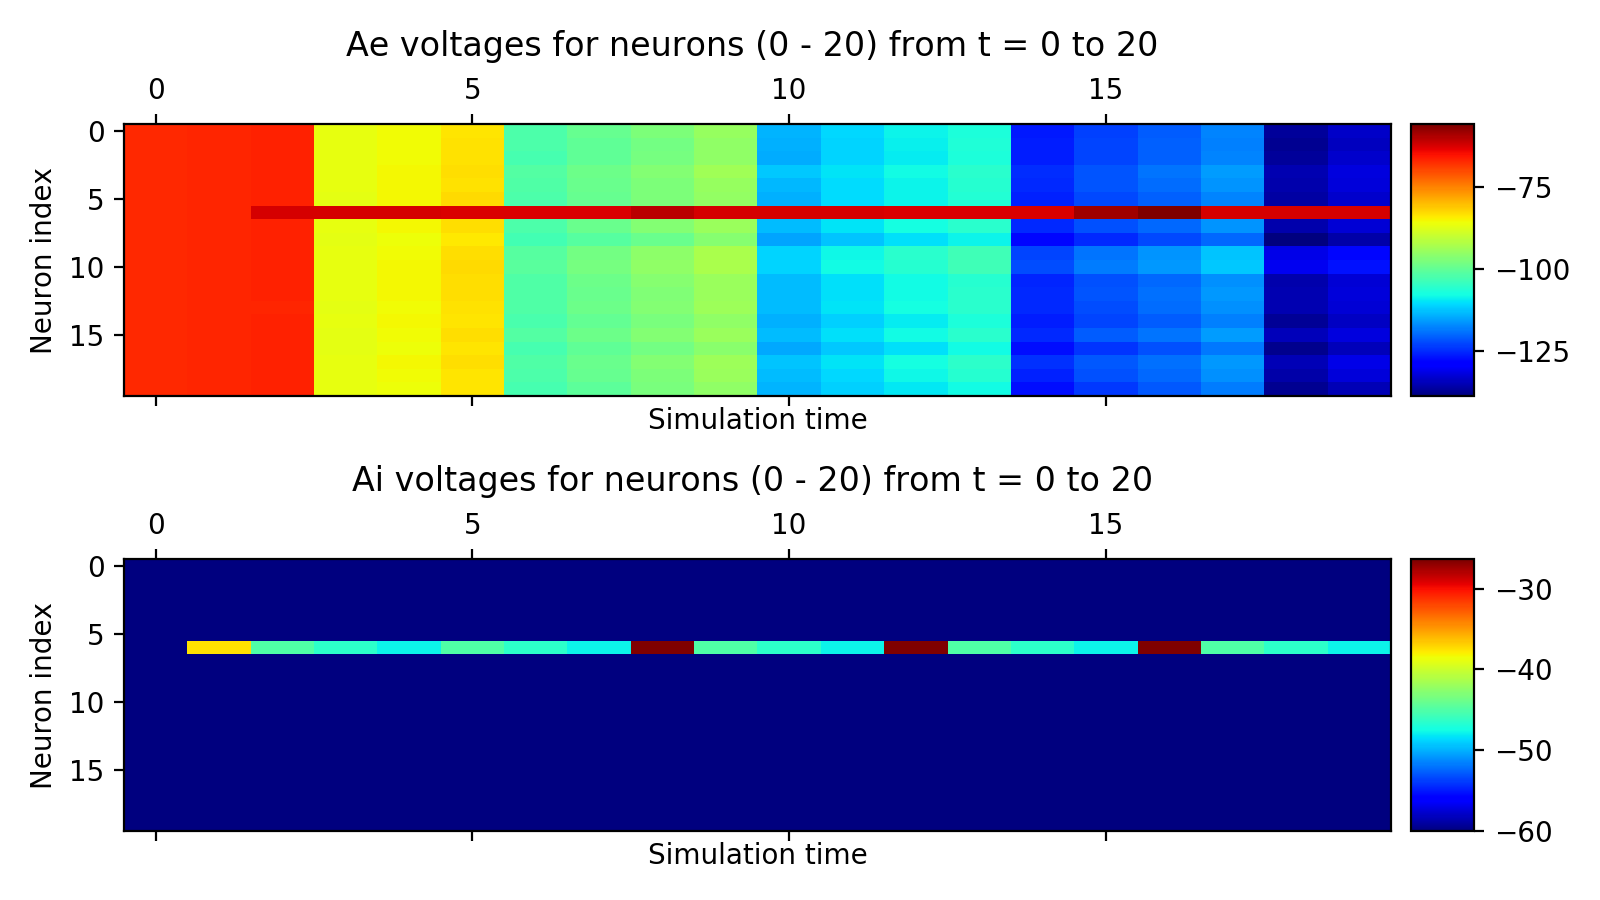 Ae voltages for neurons (0 - 20) from t = 0 to 20
0 5 10 15
Neuron index
0
5
10
15
−75
−100
−125
Simulation time
Ai voltages for neurons (0 - 20) from t = 0 to 20
0 5 10 15
Neuron index
0
5
10
15
−30
−40
−50
−60
Simulation time